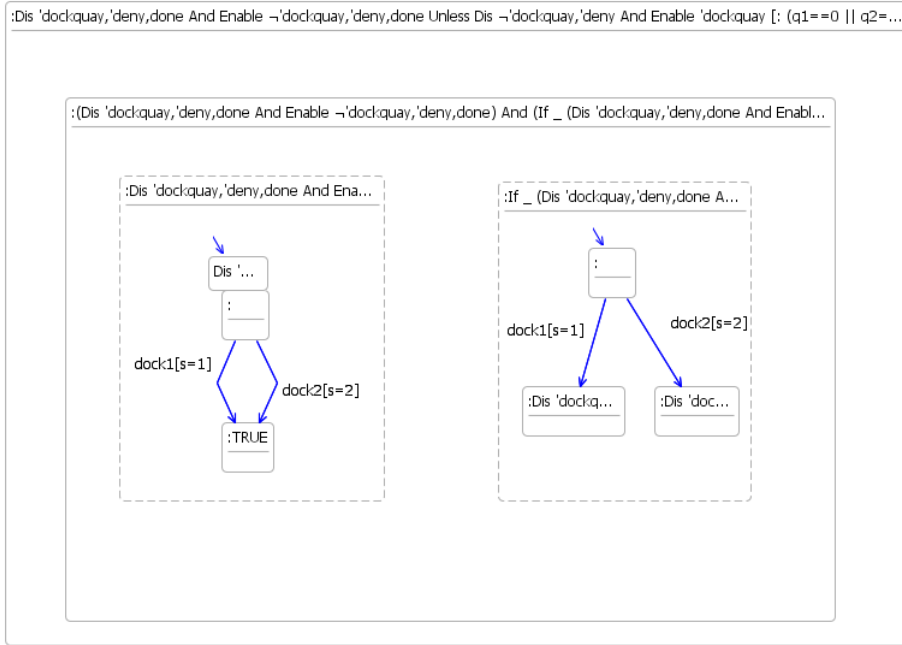 :Dis 'dockquay,'deny,done And Enable ¬'dockquay,'deny,done Unless Dis ¬'dockquay,'deny And Enable 'dockquay [: (q1==0 || q2=...
:(Dis 'dockquay,'deny,done And Enable ¬'dockquay,'deny,done) And (If _ (Dis 'dockquay,'deny,done And Enabl...
:Dis 'dockquay,'deny,done And Ena...
:If _ (Dis 'dockquay,'deny,done A...
Dis '...
:
:
dock1[s=1]
dock2[s=2]
dock1[s=1]
dock2[s=2]
:TRUE
:Dis 'dockq...
:Dis 'doc...